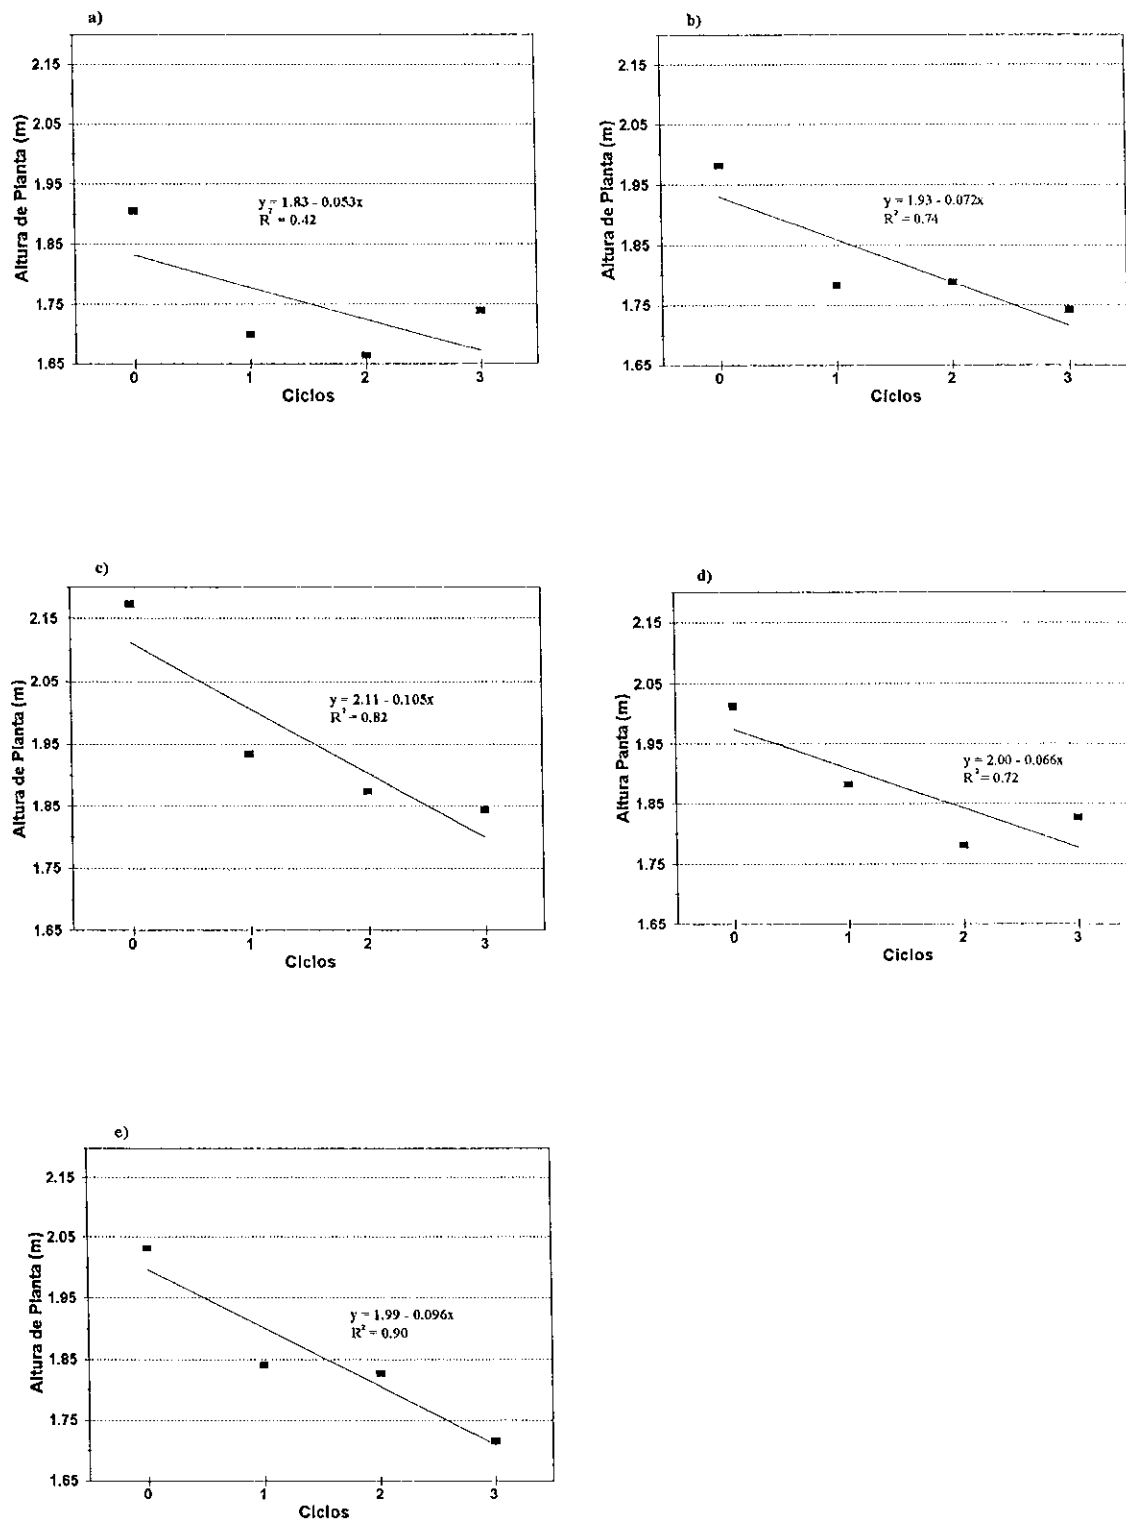 a)
2.15
2.05
1.95
1.85
1.75
1.65
Altura de Planta (m)
y = 1.83 - 0.053x
R² = 0.42
0 1 2 3
Ciclos
b)
2.15
2.05
1.95
1.85
1.75
1.65
Altura de Planta (m)
y = 1.93 - 0.072x
R² = 0.74
0 1 2 3
Ciclos
c)
2.15
2.05
1.95
1.85
1.75
1.65
Altura de Planta (m)
y = 2.11 - 0.105x
R² = 0.82
0 1 2 3
Ciclos
d)
2.15
2.05
1.95
1.85
1.75
1.65
Altura Panta (m)
y = 2.00 - 0.066x
R² = 0.72
0 1 2 3
Ciclos
e)
2.15
2.05
1.95
1.85
1.75
1.65
Altura de Planta (m)
y = 1.99 - 0.096x
R² = 0.90
0 1 2 3
Ciclos